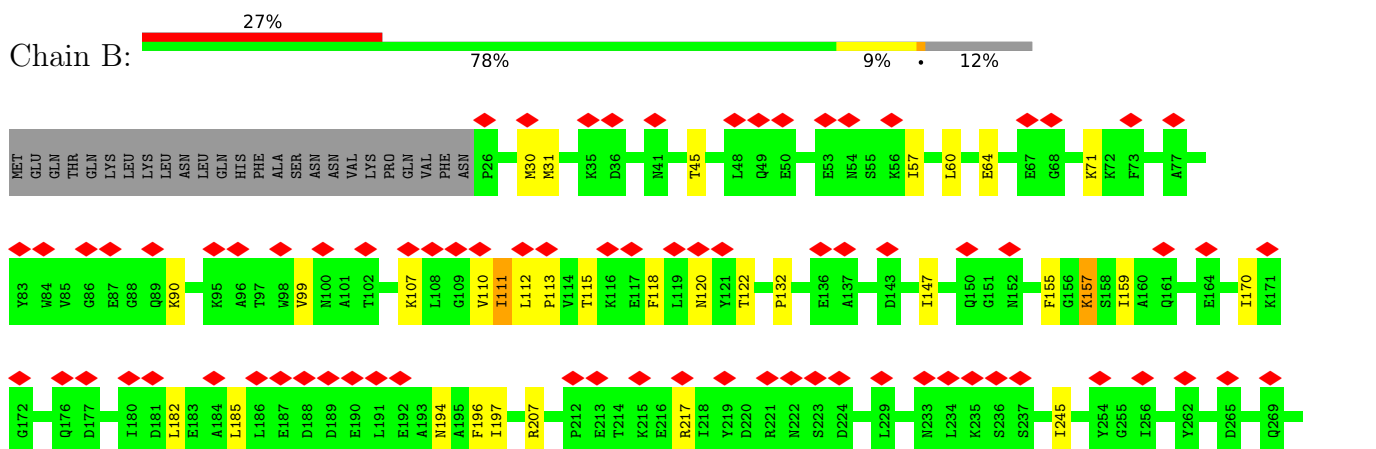 27%
Chain B:
78% 9% • 12%
MET GLU GLN THR GLN LYS LEU LYS LEU ASN LEU GLN HIS PHE ALA SER ASN ASN VAL LYS PRO GLN VAL PHE ASN P26 M30 M31 K35 D36 N41 T45 L48 Q49 E50 E53 N54 S55 K56 I57 L60 E64 E67 G68 K71 K72 F73 A77
Y83 W84 V85 G86 E87 G88 Q89 K90 K95 A96 T97 W98 V99 N100 A101 T102 K107 L108 G109 V110 I111 L112 P113 V114 T115 K116 E117 F118 L119 N120 Y121 T122 P132 E136 A137 D143 I147 Q150 G151 N152 F155 G156 K157 S158 I159 A160 Q161 E164 I170 K171
G172 Q176 D177 I180 D181 L182 E183 A184 L185 L186 E187 D188 D189 E190 L191 E192 A193 N194 A195 F196 I197 R207 P212 E213 T214 K215 E216 R217 I218 Y219 D220 R221 N222 S223 D224 L229 N233 L234 K235 S236 S237 I245 Y254 G255 I256 Y262 D265 Q269